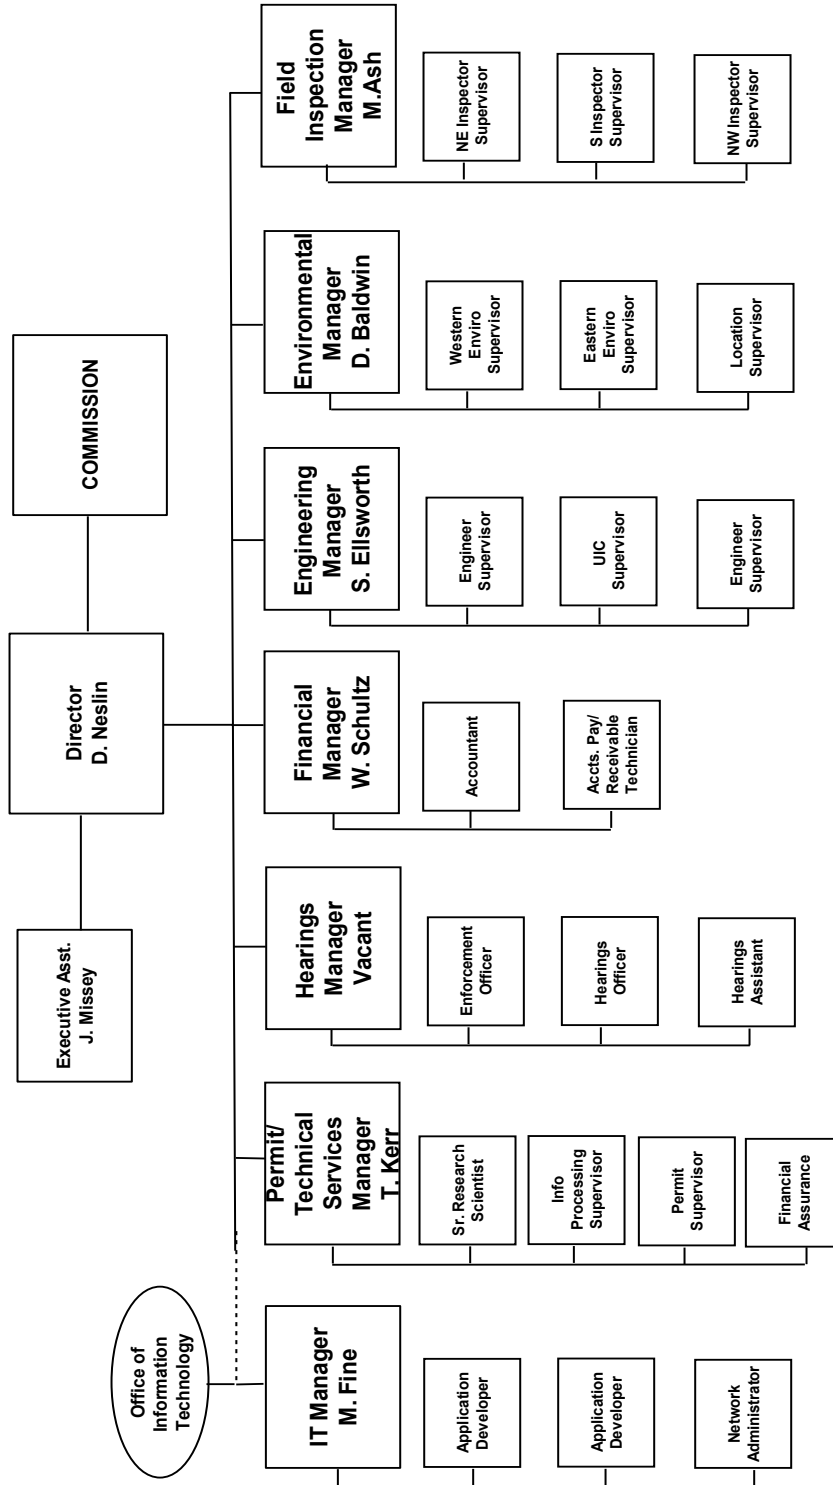 COMMISSION
Director
D. Neslin
Executive Asst.
J. Missey
Office of
Information
Technology
IT Manager
M. Fine
Application
Developer
Application
Developer
Network
Administrator
Permit/
Technical
Services
Manager
T. Kerr
Sr. Research
Scientist
Info
Processing
Supervisor
Permit
Supervisor
Financial
Assurance
Hearings
Manager
Vacant
Enforcement
Officer
Hearings
Officer
Hearings
Assistant
Financial
Manager
W. Schultz
Accountant
Accts. Pay/
Receivable
Technician
Engineering
Manager
S. Ellsworth
Engineer
Supervisor
UIC
Supervisor
Engineer
Supervisor
Environmental
Manager
D. Baldwin
Western
Enviro
Supervisor
Eastern
Enviro
Supervisor
Location
Supervisor
Field
Inspection
Manager
M.Ash
NE Inspector
Supervisor
S Inspector
Supervisor
NW Inspector
Supervisor